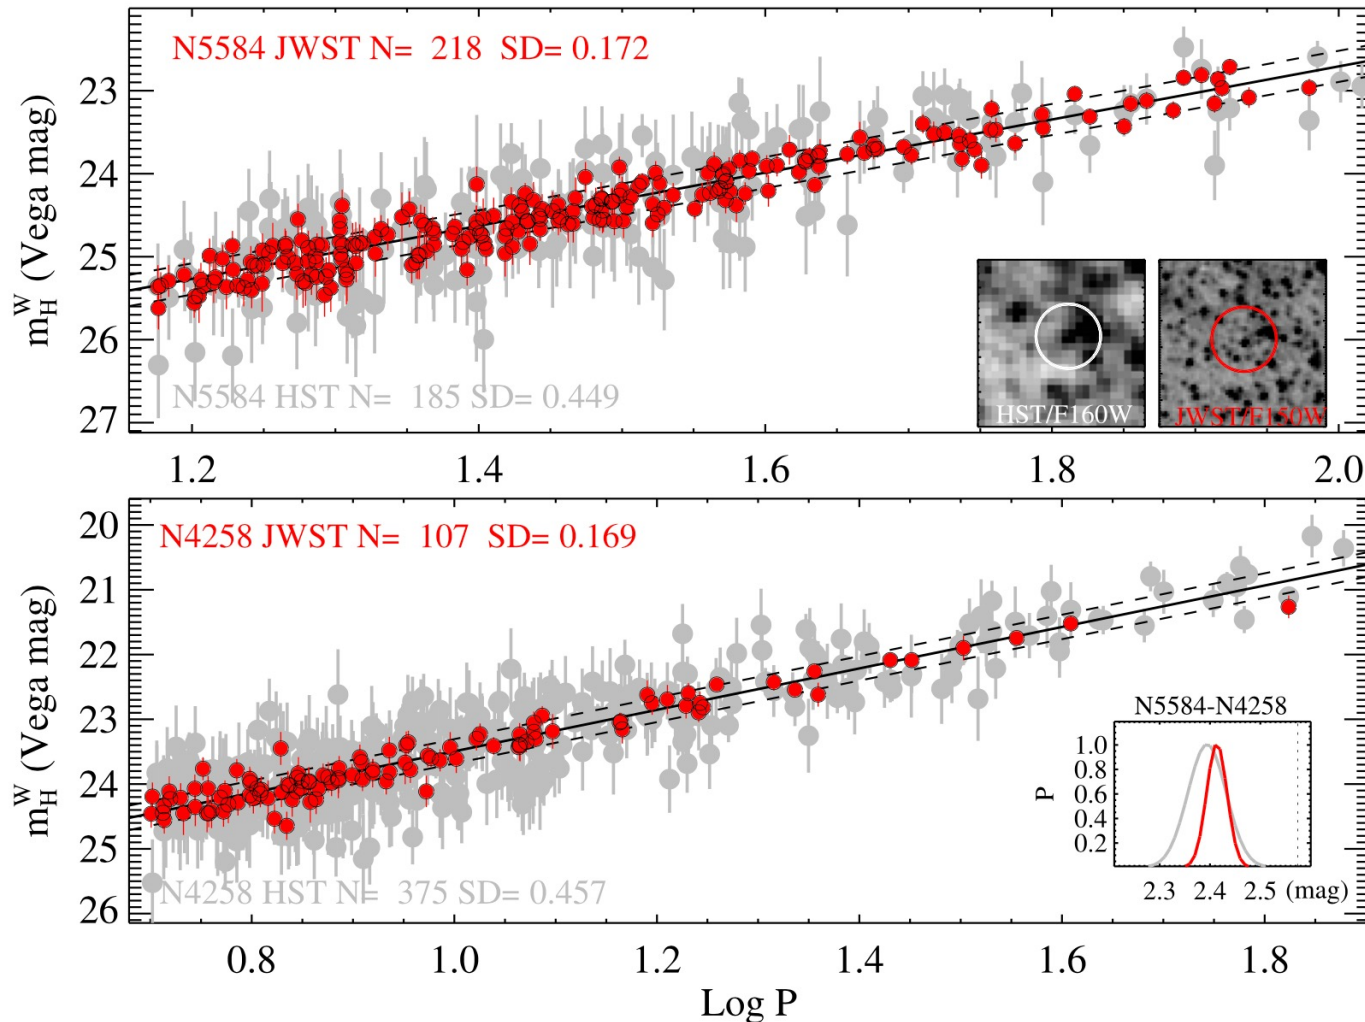 N5584 JWST N= 218 SD= 0.172
23
24
25
26
27
m_H^W (Vega mag)
N5584 HST N= 185 SD= 0.449
HST/F160W
JWST/F150W
1.2
1.4
1.6
1.8
2.0
N4258 JWST N= 107 SD= 0.169
20
21
22
23
24
25
26
m_H^W (Vega mag)
N4258 HST N= 375 SD= 0.457
N5584-N4258
1.0
0.8
0.6
0.4
0.2
P
2.3
2.4
2.5
(mag)
0.8
1.0
1.2
1.4
1.6
1.8
Log P